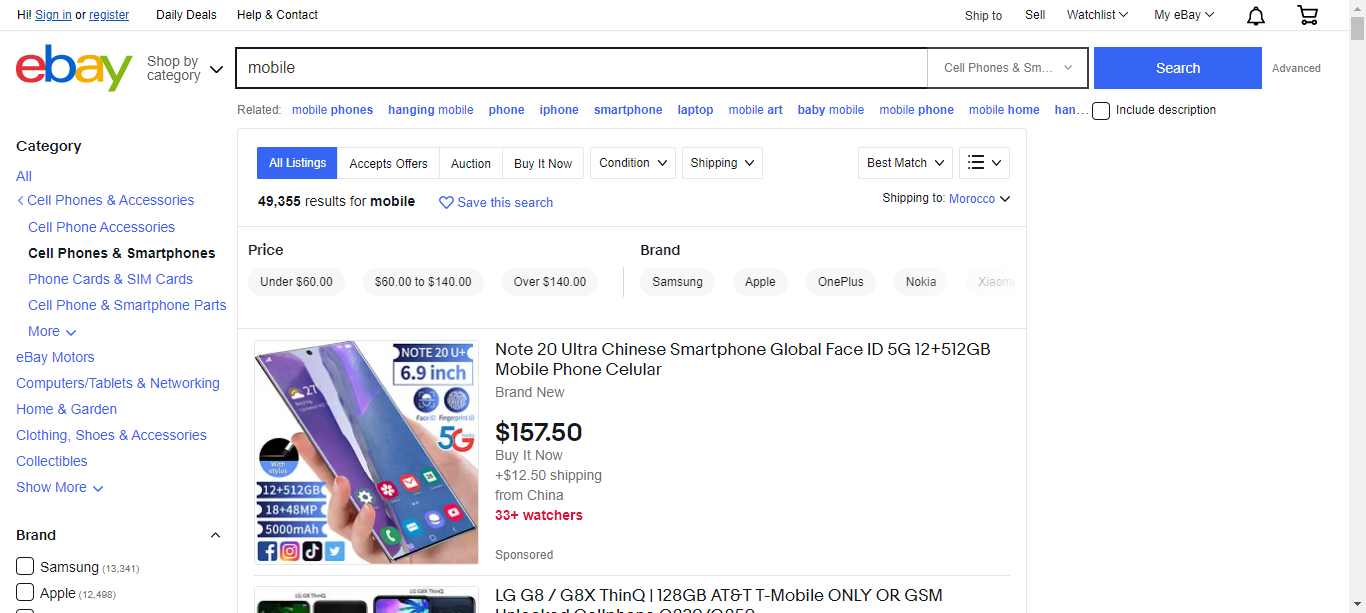 Hi! Sign in or register Daily Deals Help & Contact Ship to Sell Watchlist My eBay
ebay Shop by category mobile Cell Phones & Sm... Search Advanced
Related: mobile phones hanging mobile phone iphone smartphone laptop mobile art baby mobile mobile phone mobile home han... Include description
Category
All
Cell Phones & Accessories
Cell Phone Accessories
Cell Phones & Smartphones
Phone Cards & SIM Cards
Cell Phone & Smartphone Parts
More
eBay Motors
Computers/Tablets & Networking
Home & Garden
Clothing, Shoes & Accessories
Collectibles
Show More
Brand
Samsung (13,341)
Apple (12,498)
All Listings Accepts Offers Auction Buy It Now Condition Shipping Best Match
49,355 results for mobile Save this search Shipping to: Morocco
Price
Under $60.00 $60.00 to $140.00 Over $140.00
Brand
Samsung Apple OnePlus Nokia Xiaomi
NOTE 20 U+
6.9 inch
27
Face ID Fingerprint ID
5G
With
stylus
12+512GB
18+48MP
5000mAh
Note 20 Ultra Chinese Smartphone Global Face ID 5G 12+512GB
Mobile Phone Celular
Brand New
$157.50
Buy It Now
+$12.50 shipping
from China
33+ watchers
Sponsored
LG G8 ThinQ LG G8X ThinQ
LG G8 / G8X ThinQ | 128GB AT&T T-Mobile ONLY OR GSM
Unlocked Cellphone G820/G850